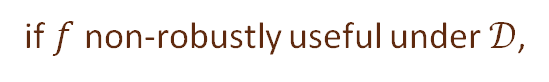 if 𝑓 non-robustly useful under 𝒟,